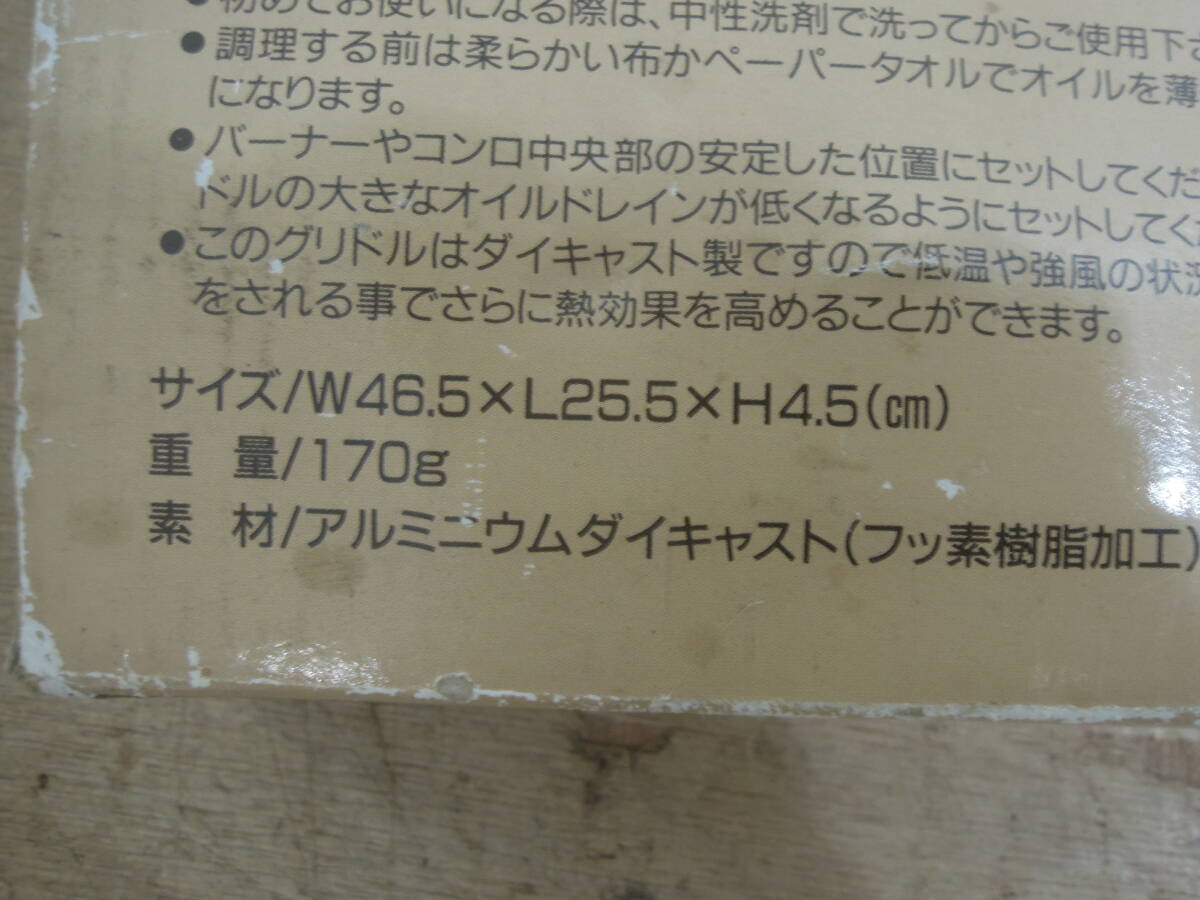 初めてお使いになる際は、中性洗剤で洗ってからご使用下さ
●調理する前は柔らかい布かペーパータオルでオイルを薄
になります。
●バーナーやコンロ中央部の安定した位置にセットしてくだ
ドルの大きなオイルドレインが低くなるようにセットしてくだ
●このグリドルはダイキャスト製ですので低温や強風の状況
をされる事でさらに熱効果を高めることができます。
サイズ/W46.5×L25.5×H4.5(㎝)
重 量/170g
素 材/アルミニウムダイキャスト(フッ素樹脂加工)